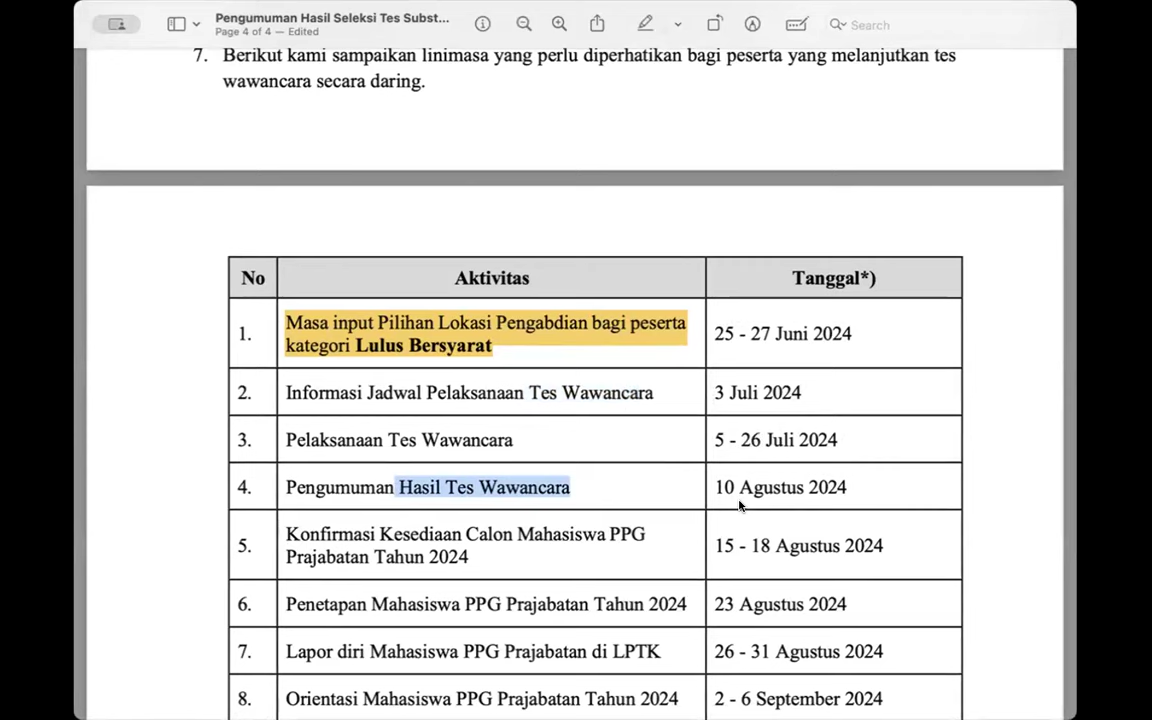 Pengumuman Hasil Seleksi Tes Subst...
Page 4 of 4 — Edited
Search
7. Berikut kami sampaikan linimasa yang perlu diperhatikan bagi peserta yang melanjutkan tes
wawancara secara daring.
No Aktivitas Tanggal*)
1. Masa input Pilihan Lokasi Pengabdian bagi peserta
kategori Lulus Bersyarat 25 - 27 Juni 2024
2. Informasi Jadwal Pelaksanaan Tes Wawancara 3 Juli 2024
3. Pelaksanaan Tes Wawancara 5 - 26 Juli 2024
4. Pengumuman Hasil Tes Wawancara 10 Agustus 2024
5. Konfirmasi Kesediaan Calon Mahasiswa PPG
Prajabatan Tahun 2024 15 - 18 Agustus 2024
6. Penetapan Mahasiswa PPG Prajabatan Tahun 2024 23 Agustus 2024
7. Lapor diri Mahasiswa PPG Prajabatan di LPTK 26 - 31 Agustus 2024
8. Orientasi Mahasiswa PPG Prajabatan Tahun 2024 2 - 6 September 2024